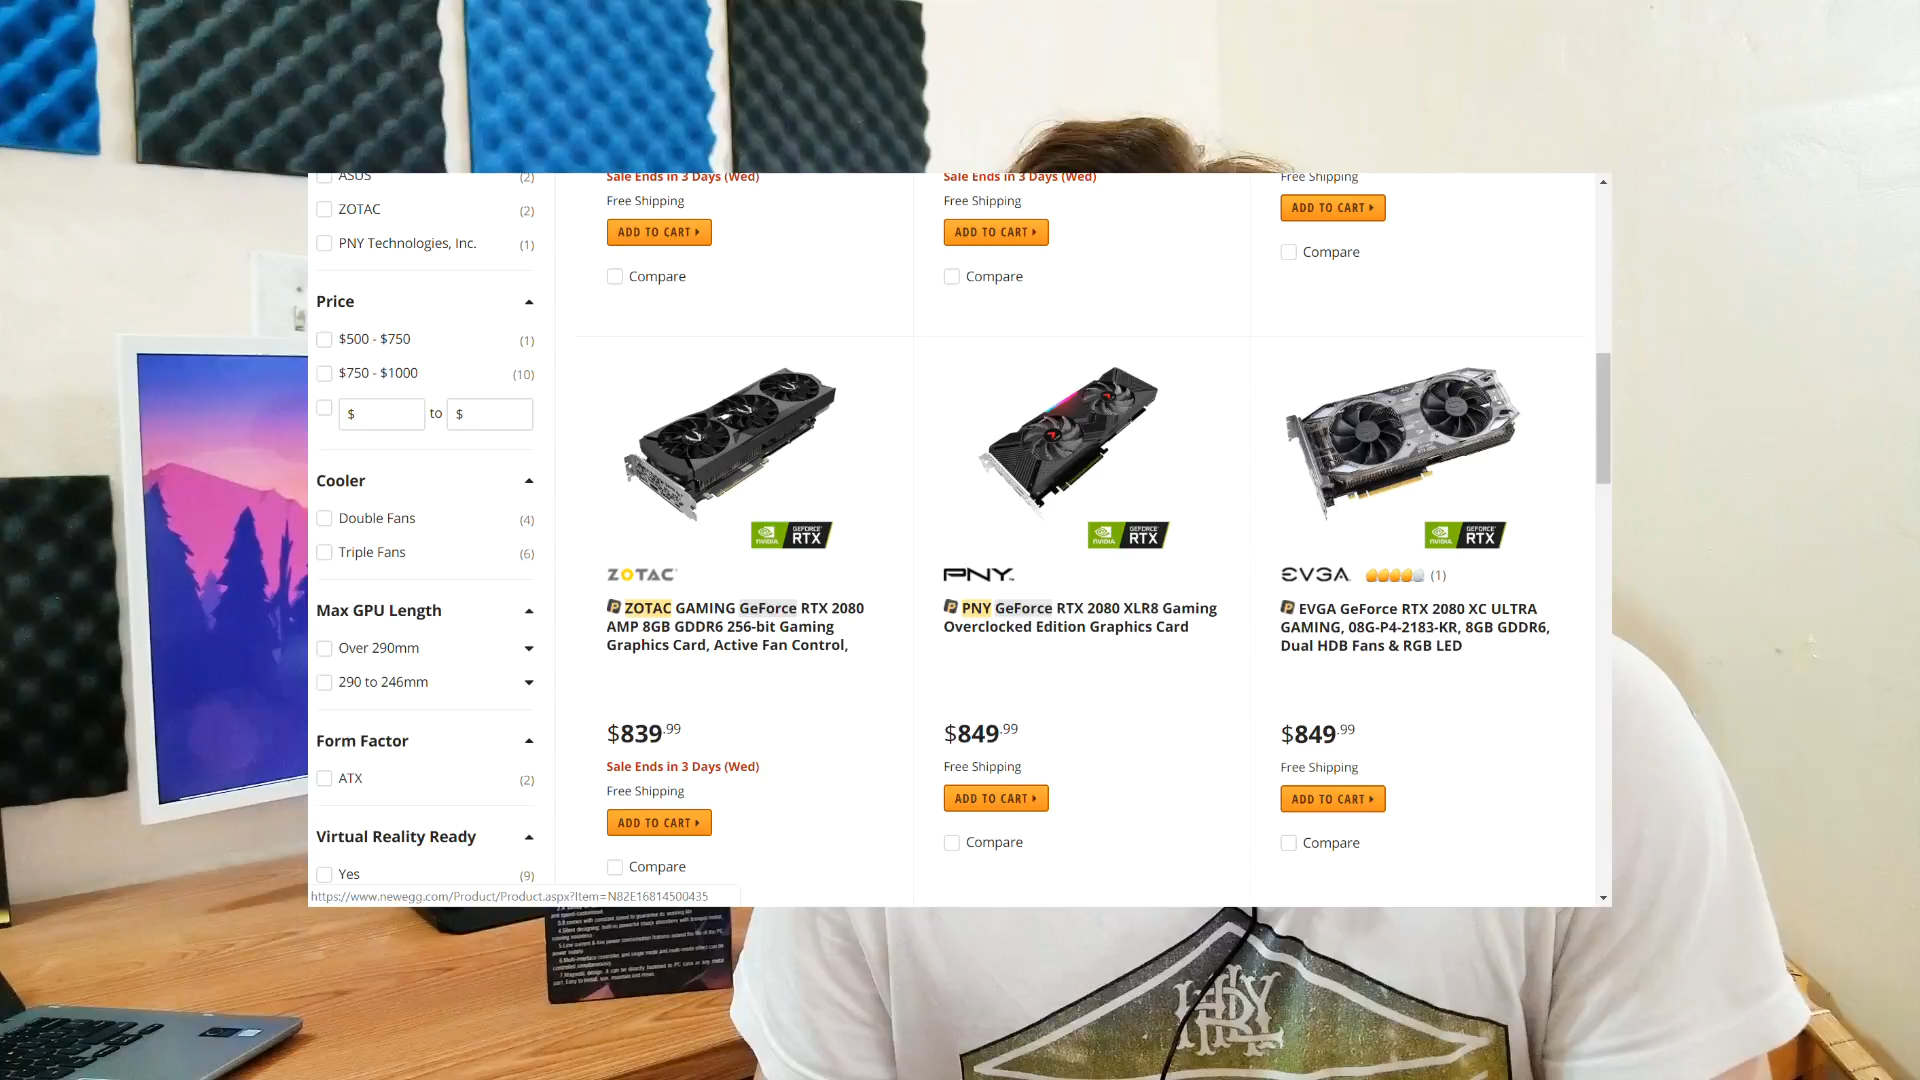 ASUS (2)
ZOTAC (2)
PNY Technologies, Inc. (1)
Price
$500 - $750 (1)
$750 - $1000 (10)
$ to $
Cooler
Double Fans (4)
Triple Fans (6)
Max GPU Length
Over 290mm
290 to 246mm
Form Factor
ATX (2)
Virtual Reality Ready
Yes (9)
https://www.newegg.com/Product/Product.aspx?Item=N82E16814500435
Sale Ends in 3 Days (Wed)
Free Shipping
ADD TO CART
Compare
Sale Ends in 3 Days (Wed)
Free Shipping
ADD TO CART
Compare
Free Shipping
ADD TO CART
Compare
NVIDIA GEFORCE RTX
ZOTAC
ZOTAC GAMING GeForce RTX 2080
AMP 8GB GDDR6 256-bit Gaming
Graphics Card, Active Fan Control,
$839.99
Sale Ends in 3 Days (Wed)
Free Shipping
ADD TO CART
Compare
NVIDIA GEFORCE RTX
PNY
PNY GeForce RTX 2080 XLR8 Gaming
Overclocked Edition Graphics Card
$849.99
Free Shipping
ADD TO CART
Compare
NVIDIA GEFORCE RTX
EVGA (1)
EVGA GeForce RTX 2080 XC ULTRA
GAMING, 08G-P4-2183-KR, 8GB GDDR6,
Dual HDB Fans & RGB LED
$849.99
Free Shipping
ADD TO CART
Compare